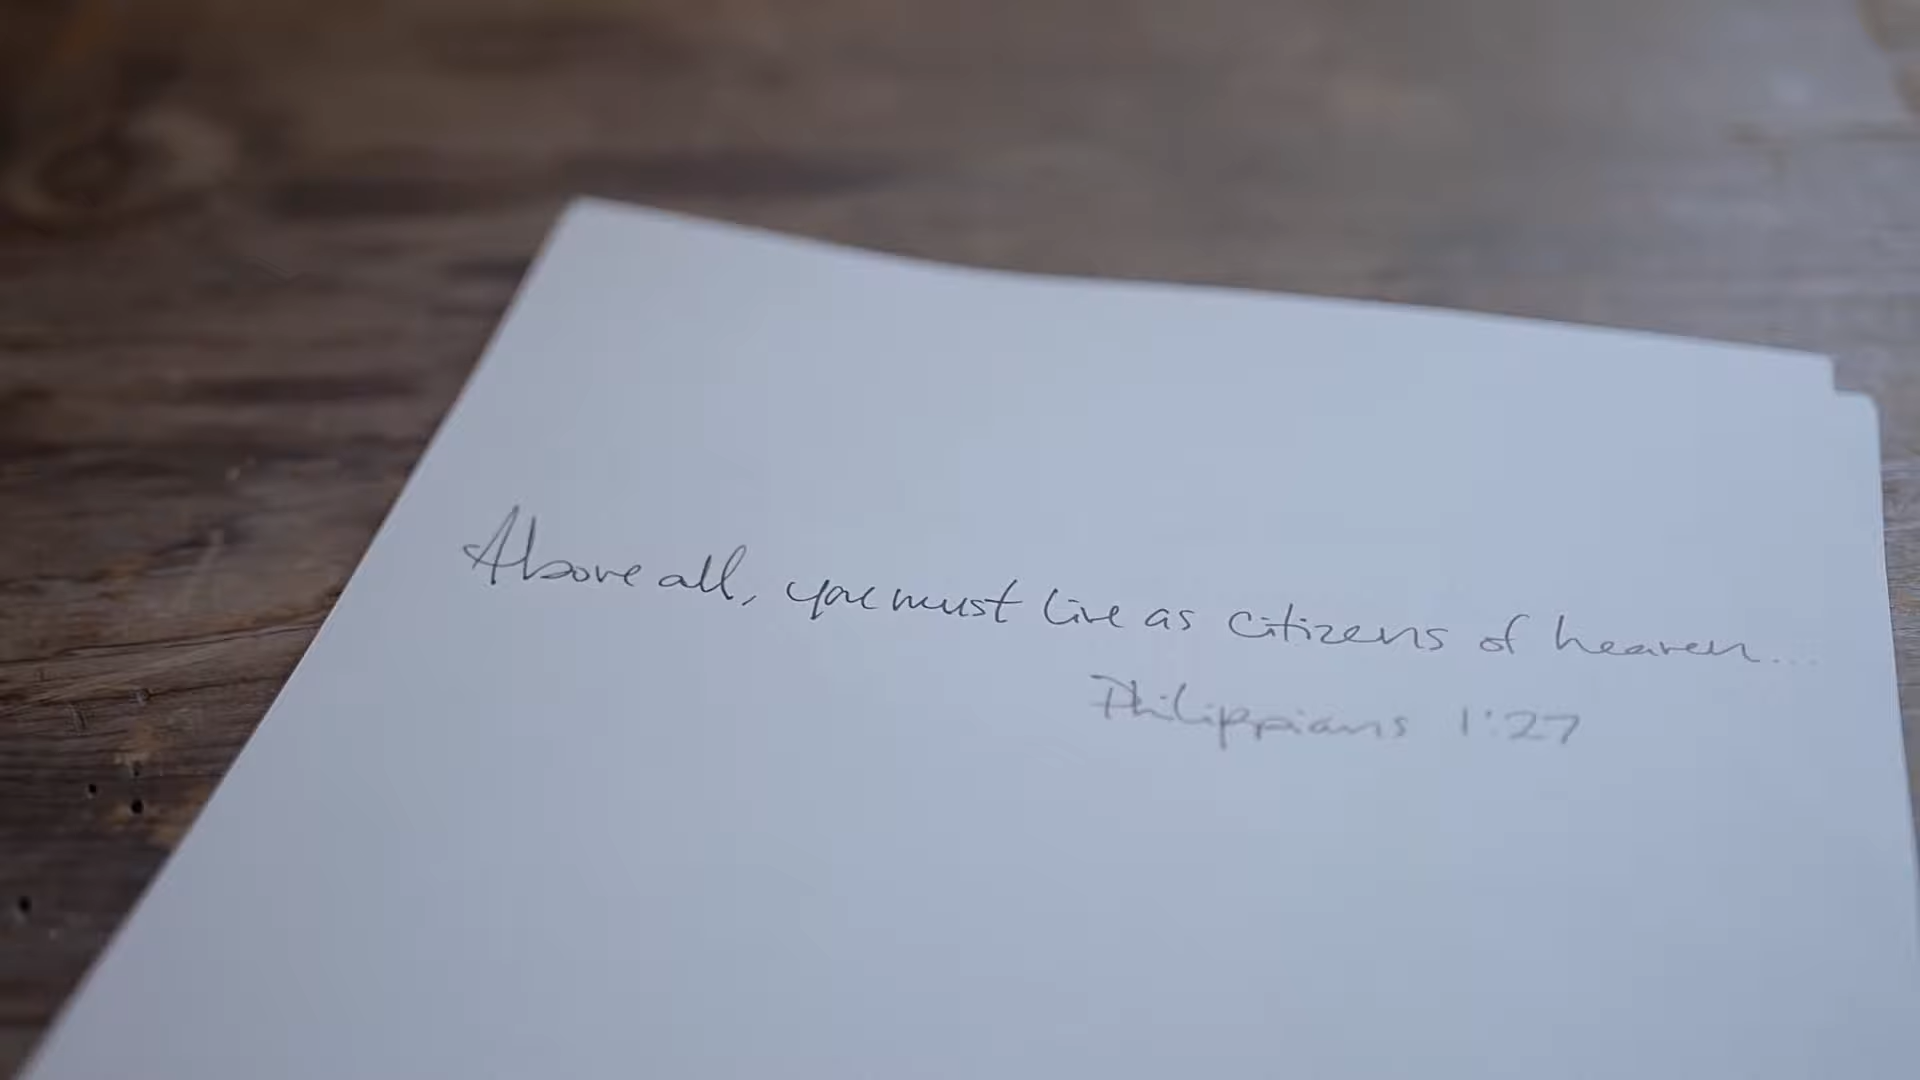 Above all, you must live as citizens of heaven...
Philippians 1:27